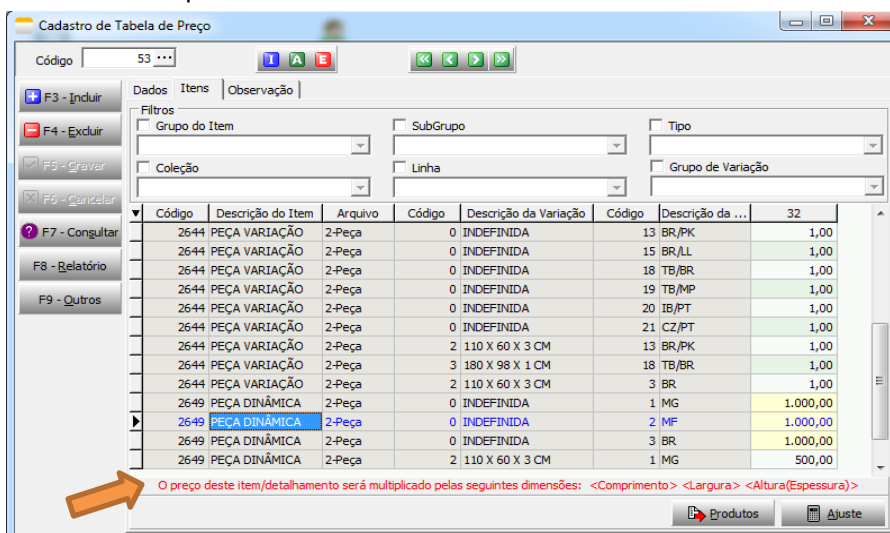 Cadastro de Tabela de Preço
Código 53 ... I A E
F3 - Incluir
F4 - Excluir
F5 - Gravar
F6 - Cancelar
F7 - Consultar
F8 - Relatório
F9 - Outros
Dados Itens Observação
Filtros
Grupo do Item SubGrupo Tipo
Coleção Linha Grupo de Variação
Código Descrição do Item Arquivo Código Descrição da Variação Código Descrição da ... 32
2644 PEÇA VARIAÇÃO 2-Peça 0 INDEFINIDA 13 BR/PK 1,00
2644 PEÇA VARIAÇÃO 2-Peça 0 INDEFINIDA 15 BR/LL 1,00
2644 PEÇA VARIAÇÃO 2-Peça 0 INDEFINIDA 18 TB/BR 1,00
2644 PEÇA VARIAÇÃO 2-Peça 0 INDEFINIDA 19 TB/MP 1,00
2644 PEÇA VARIAÇÃO 2-Peça 0 INDEFINIDA 20 IB/PT 1,00
2644 PEÇA VARIAÇÃO 2-Peça 0 INDEFINIDA 21 CZ/PT 1,00
2644 PEÇA VARIAÇÃO 2-Peça 2 110 X 60 X 3 CM 13 BR/PK 1,00
2644 PEÇA VARIAÇÃO 2-Peça 3 180 X 98 X 1 CM 18 TB/BR 1,00
2644 PEÇA VARIAÇÃO 2-Peça 2 110 X 60 X 3 CM 3 BR 1,00
2649 PEÇA DINÂMICA 2-Peça 0 INDEFINIDA 1 MG 1.000,00
2649 PEÇA DINÂMICA 2-Peça 0 INDEFINIDA 2 MF 1.000,00
2649 PEÇA DINÂMICA 2-Peça 0 INDEFINIDA 3 BR 1.000,00
2649 PEÇA DINÂMICA 2-Peça 2 110 X 60 X 3 CM 1 MG 500,00
O preço deste item/detalhamento será multiplicado pelas seguintes dimensões: <Comprimento> <Largura> <Altura(Espessura)>
Produtos Ajuste